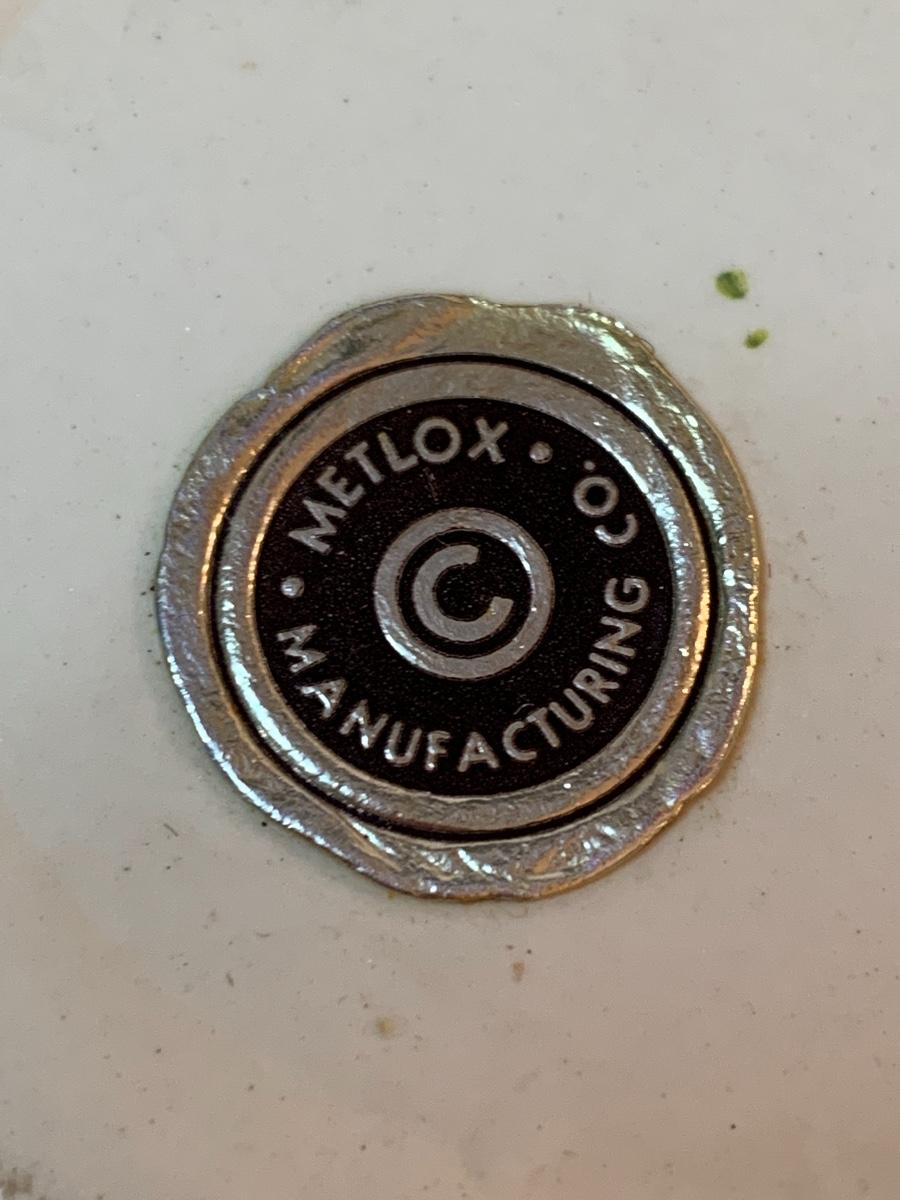 METLOX • MANUFACTURING CO. •
©